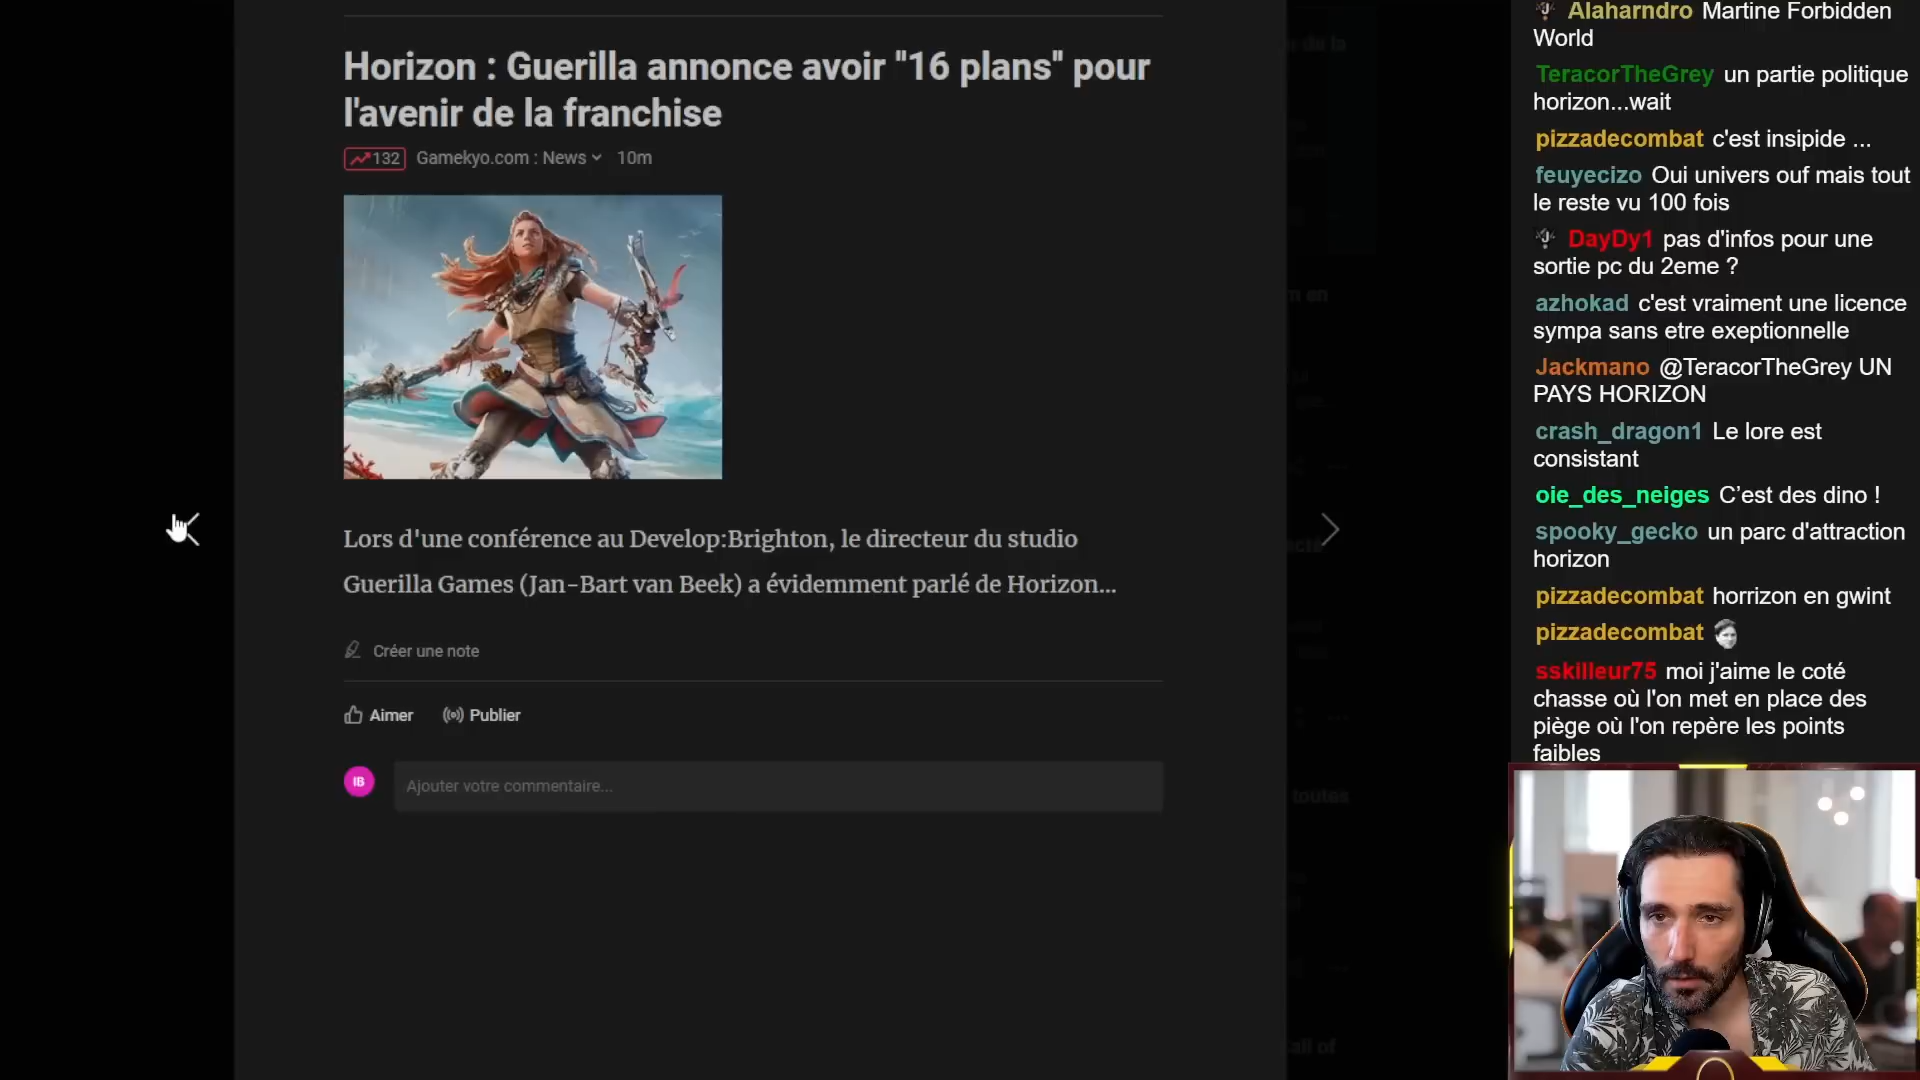 Horizon : Guerilla annonce avoir "16 plans" pour
l'avenir de la franchise
132 Gamekyo.com : News 10m
Lors d'une conférence au Develop:Brighton, le directeur du studio
Guerilla Games (Jan-Bart van Beek) a évidemment parlé de Horizon...
Créer une note
Aimer Publier
IB Ajouter votre commentaire...
de la
en
toutes
all of
Alaharndro Martine Forbidden
World
TeracorTheGrey un partie politique
horizon...wait
pizzadecombat c'est insipide ...
feuyecizo Oui univers ouf mais tout
le reste vu 100 fois
DayDy1 pas d'infos pour une
sortie pc du 2eme ?
azhokad c'est vraiment une licence
sympa sans etre exeptionnelle
Jackmano @TeracorTheGrey UN
PAYS HORIZON
crash_dragon1 Le lore est
consistant
oie_des_neiges C’est des dino !
spooky_gecko un parc d'attraction
horizon
pizzadecombat horrizon en gwint
pizzadecombat
sskilleur75 moi j'aime le coté
chasse où l'on met en place des
piège où l'on repère les points
faibles